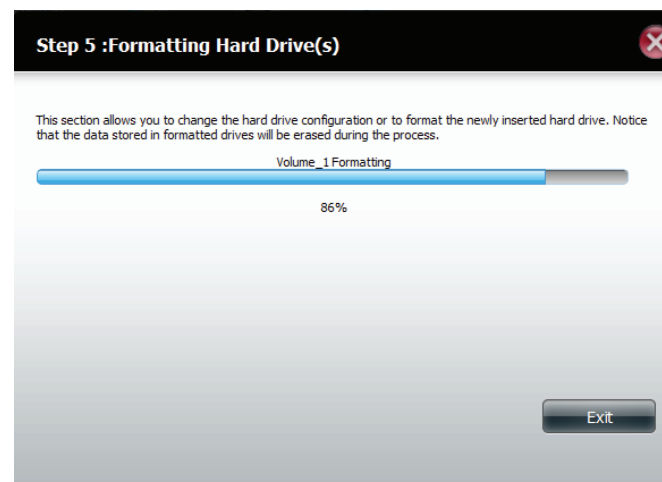 Step 5 :Formatting Hard Drive(s)
This section allows you to change the hard drive configuration or to format the newly inserted hard drive. Notice
that the data stored in formatted drives will be erased during the process.
Volume_1 Formatting
86%
Exit